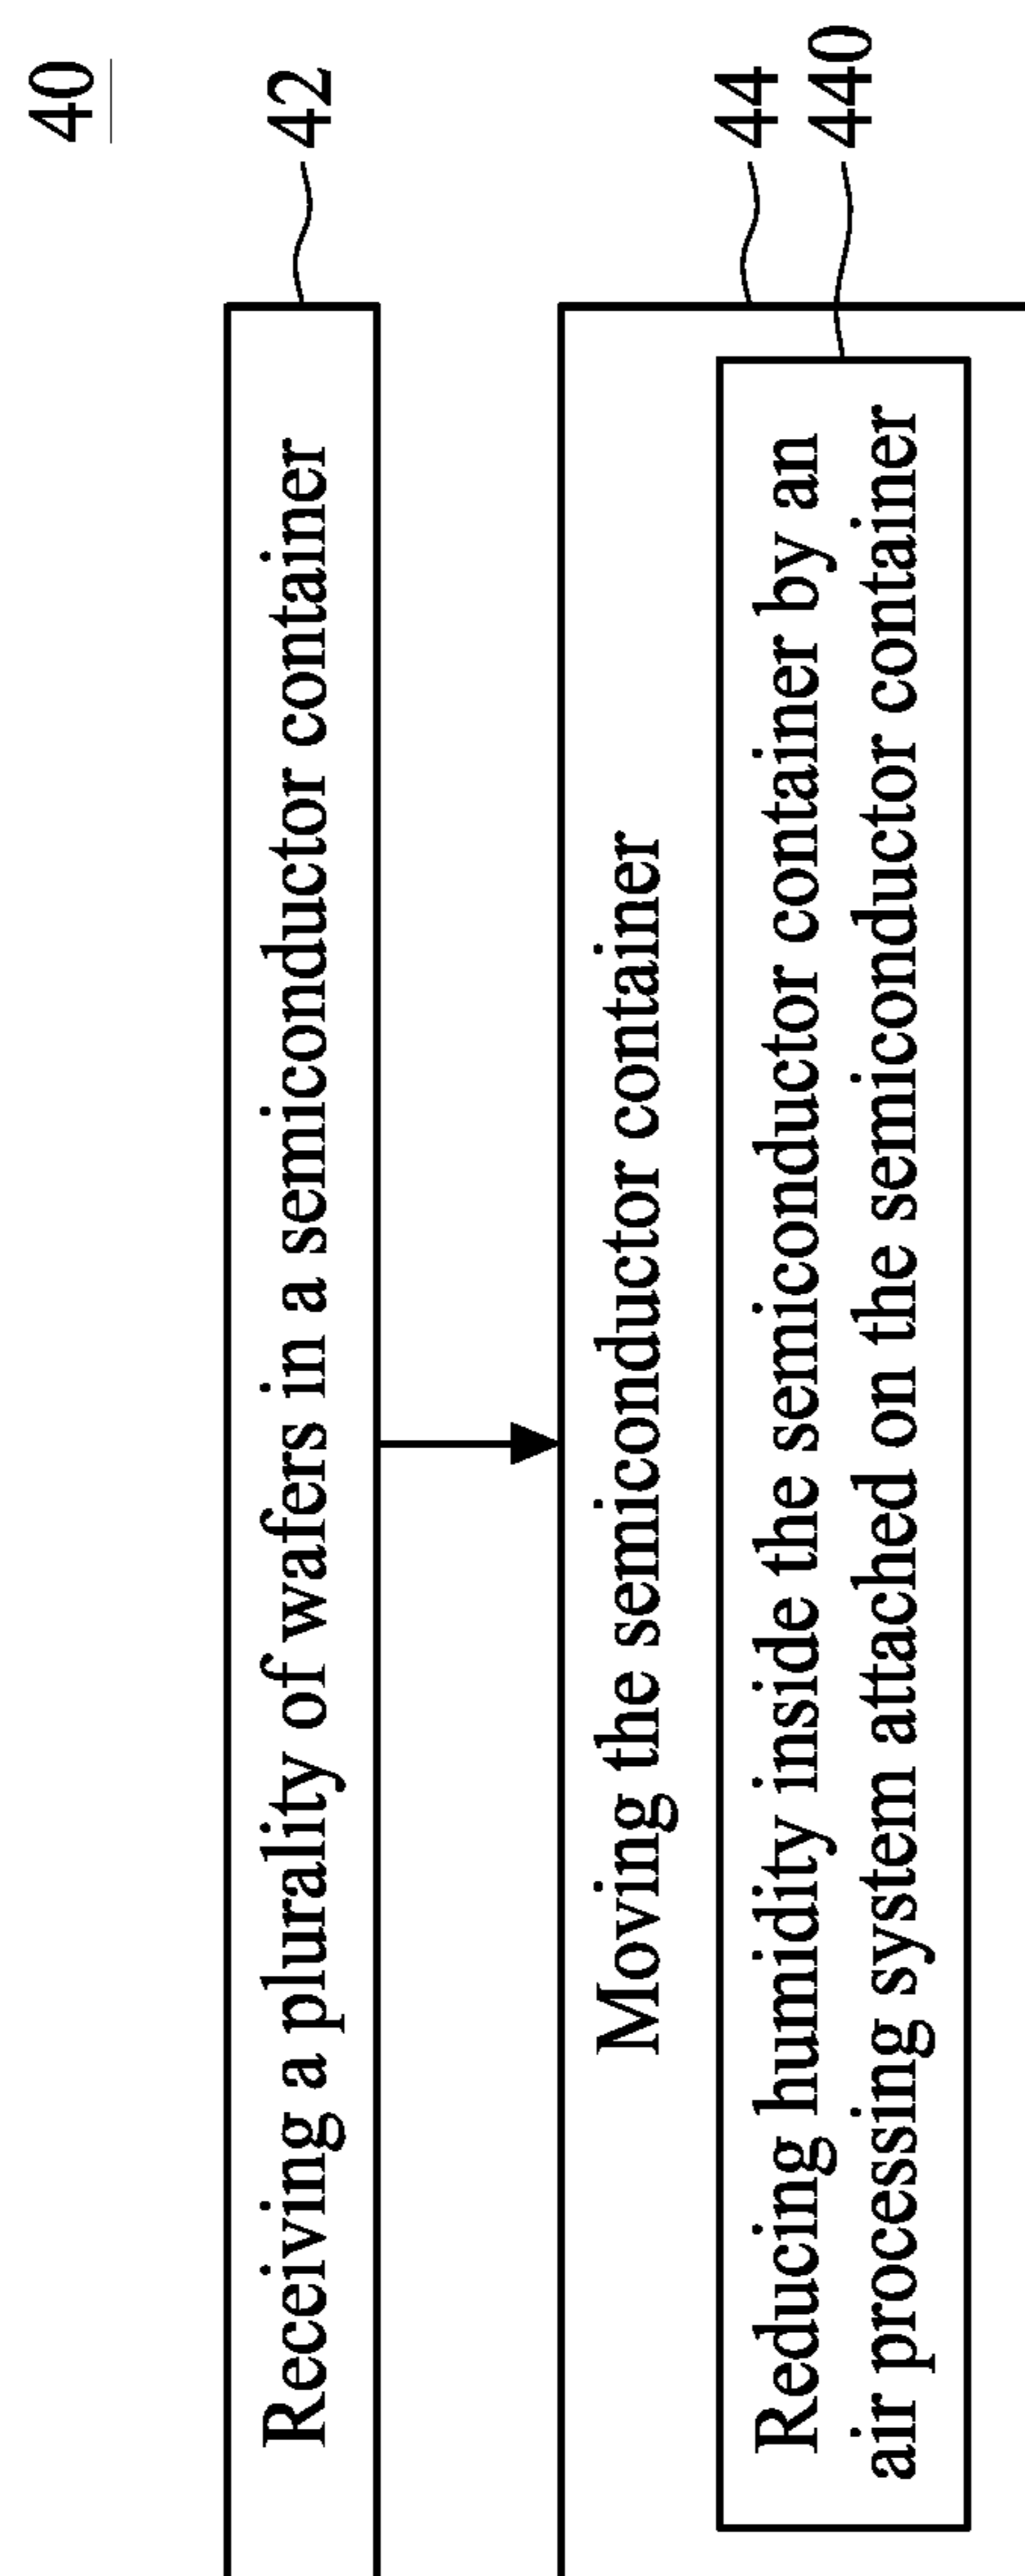 40
Receiving a plurality of wafers in a semiconductor container
42
Moving the semiconductor container
44
Reducing humidity inside the semiconductor container by an
air processing system attached on the semiconductor container
440